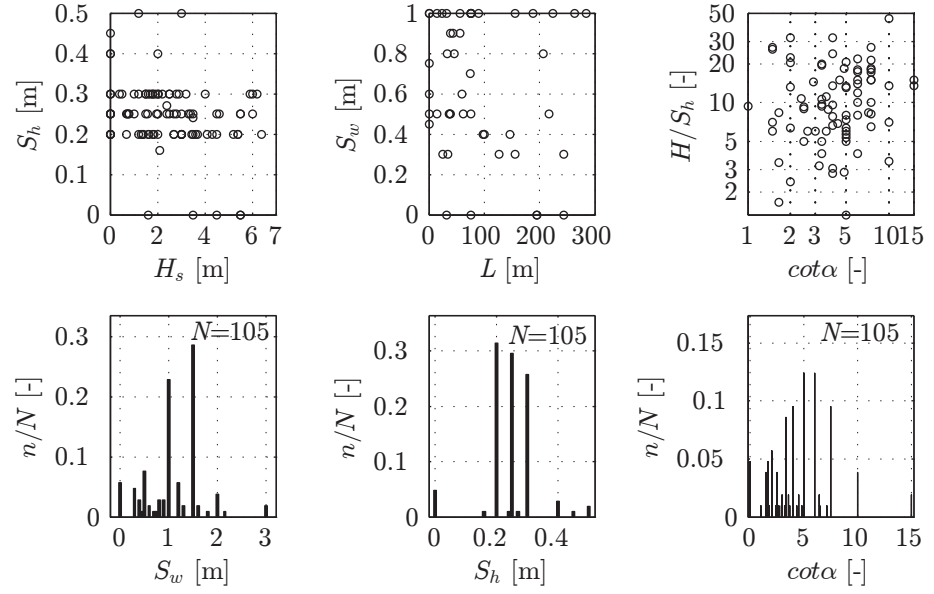 0.5
0.4
0.3
0.2
0.1
0
S_h [m]
0 2 4 6 7
H_s [m]
1
0.8
0.6
0.4
0.2
0
S_w [m]
0 100 200 300
L [m]
50
30
20
10
5
3
2
H/S_h [-]
1 2 3 5 10 15
cotα [-]
N=105
0.3
0.2
0.1
0
n/N [-]
0 1 2 3
S_w [m]
N=105
0.3
0.2
0.1
0
n/N [-]
0 0.2 0.4
S_h [m]
N=105
0.15
0.1
0.05
0
n/N [-]
0 5 10 15
cotα [-]